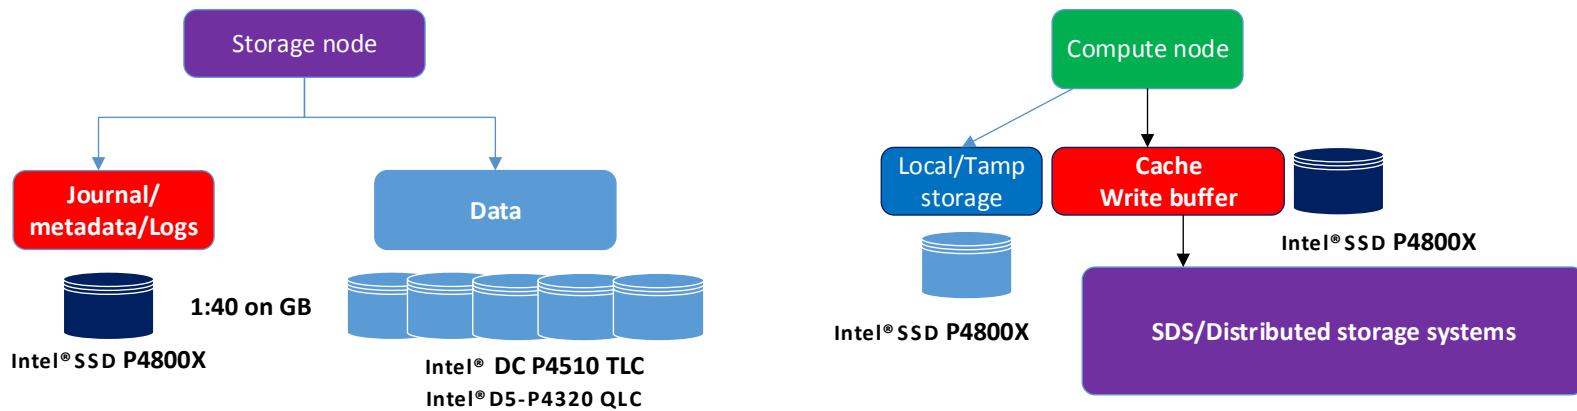 Storage node
Journal/
metadata/Logs
Data
1:40 on GB
Intel® SSD P4800X
Intel® DC P4510 TLC
Intel® D5-P4320 QLC
Compute node
Local/Tamp
storage
Cache
Write buffer
Intel® SSD P4800X
Intel® SSD P4800X
SDS/Distributed storage systems